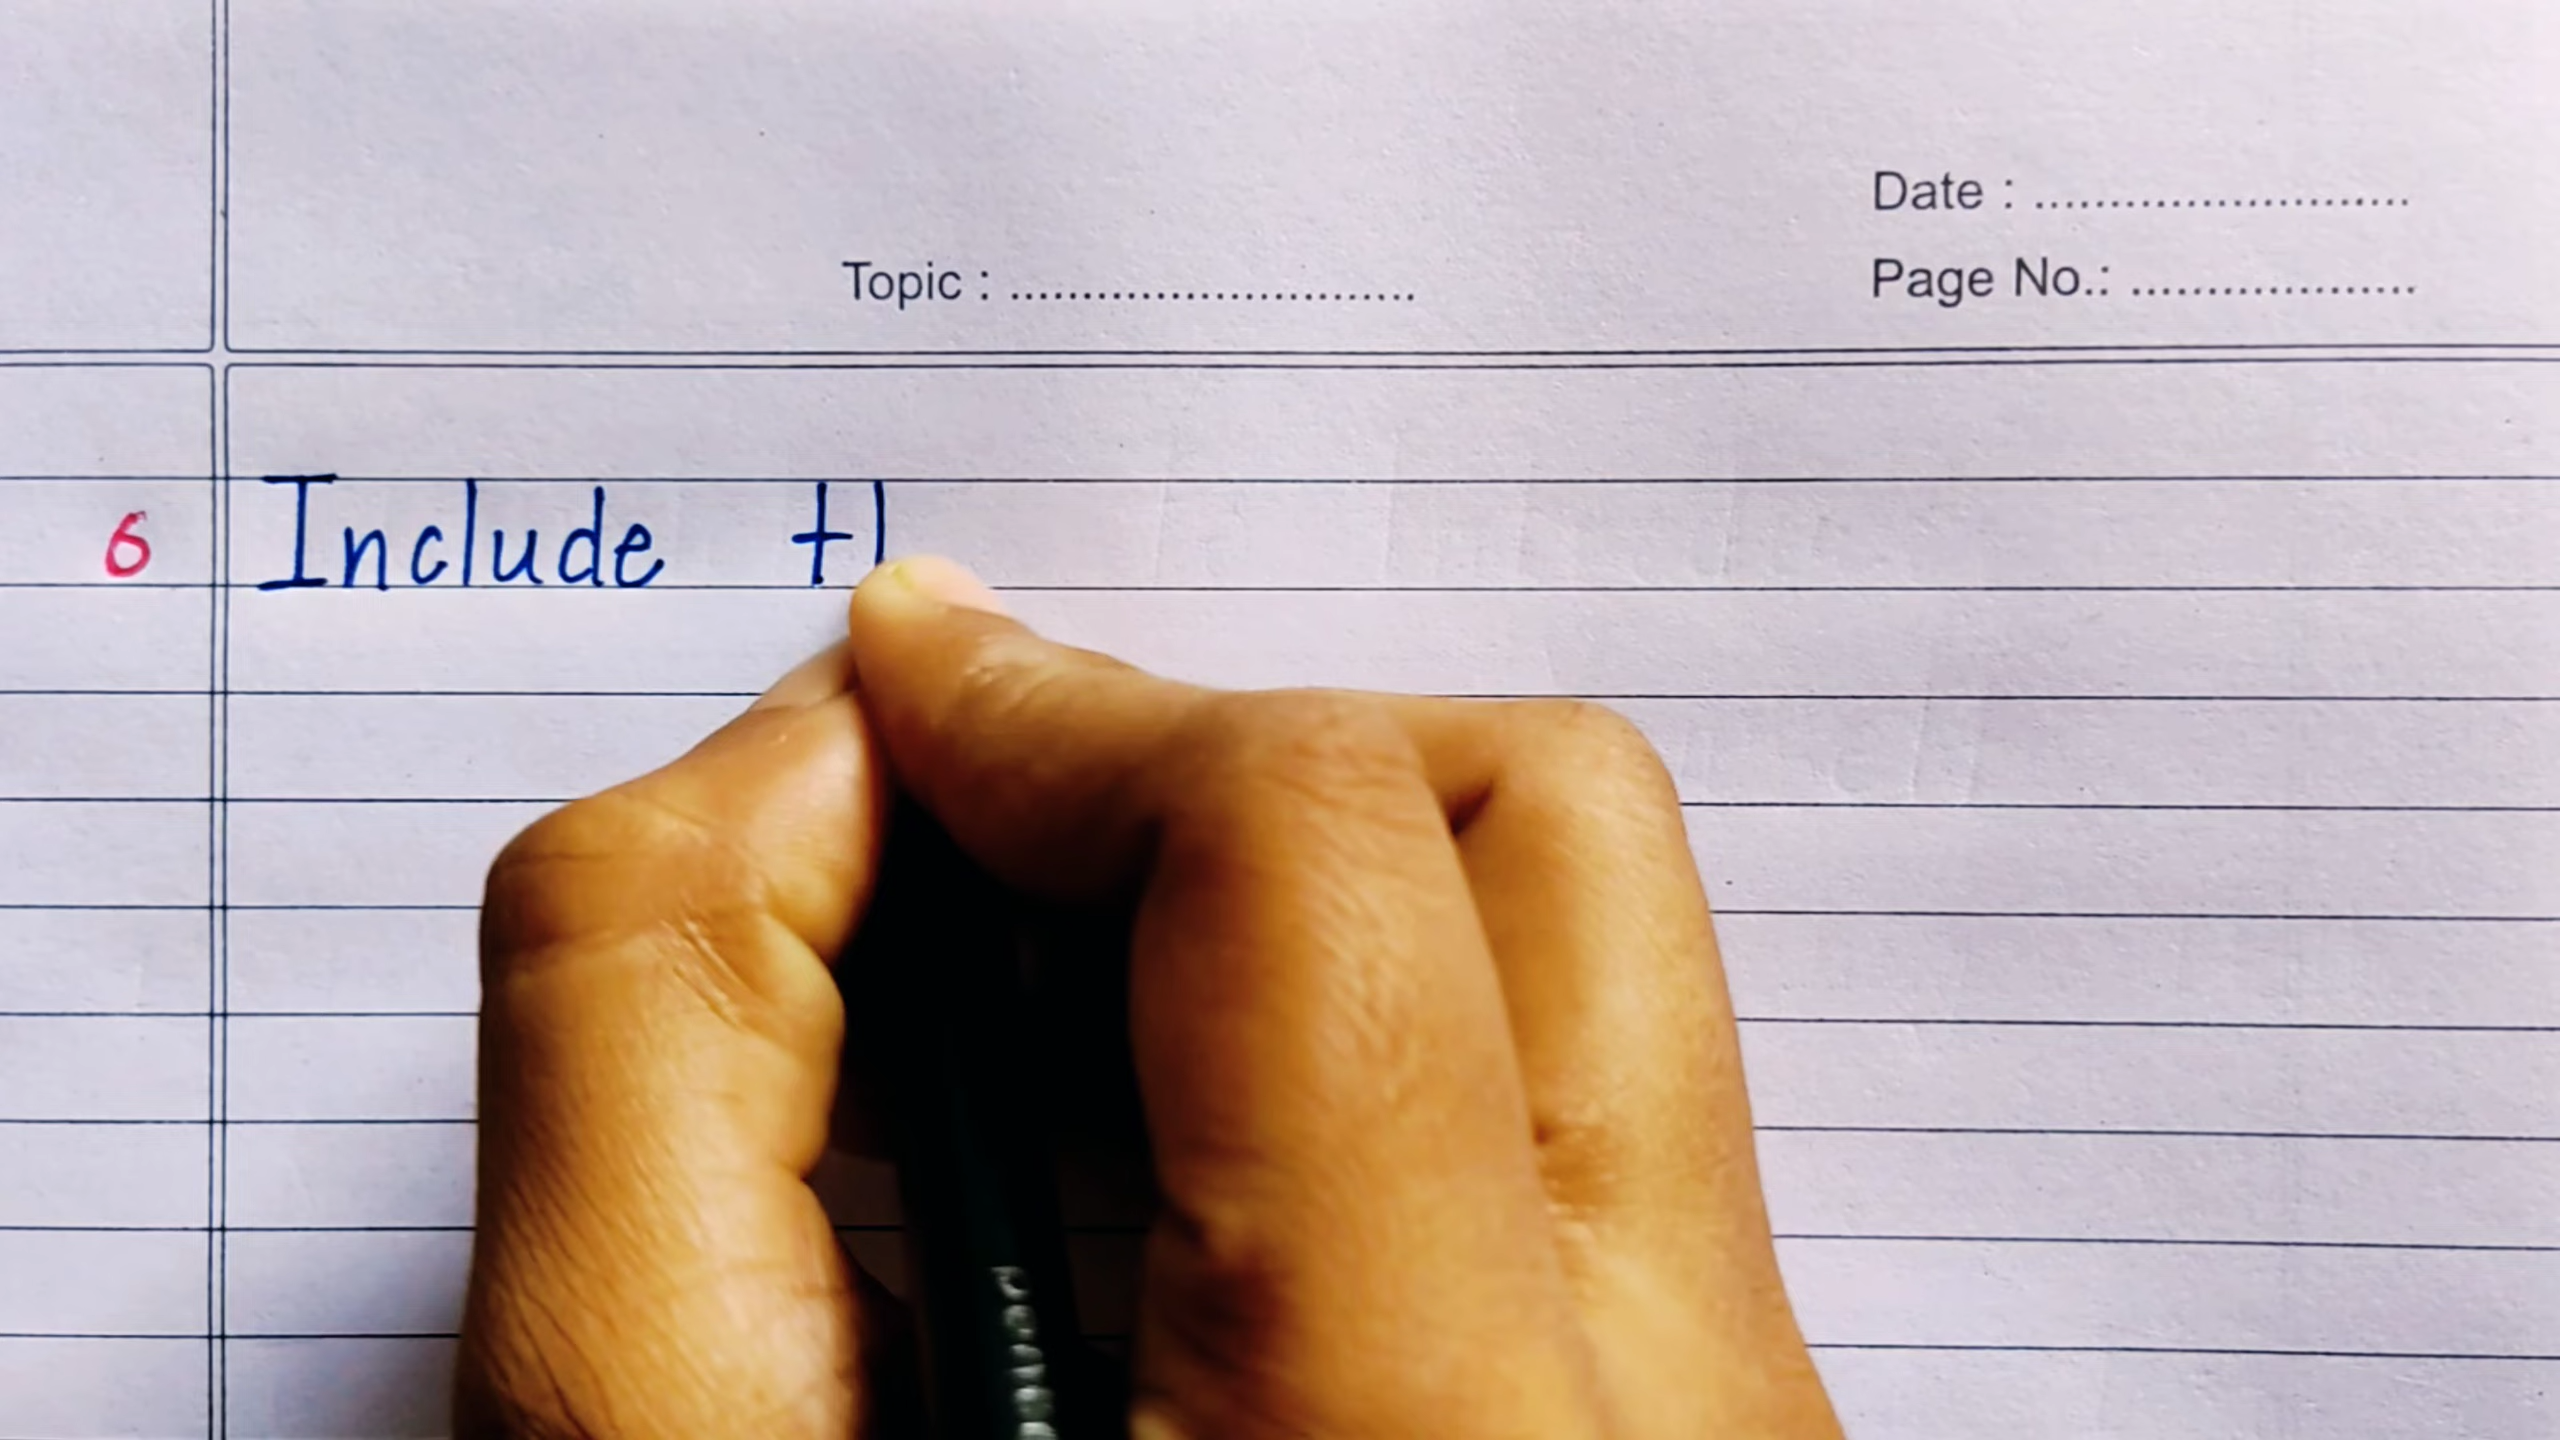 Date : ..........................
Topic : ............................
Page No.: ....................
6 Include